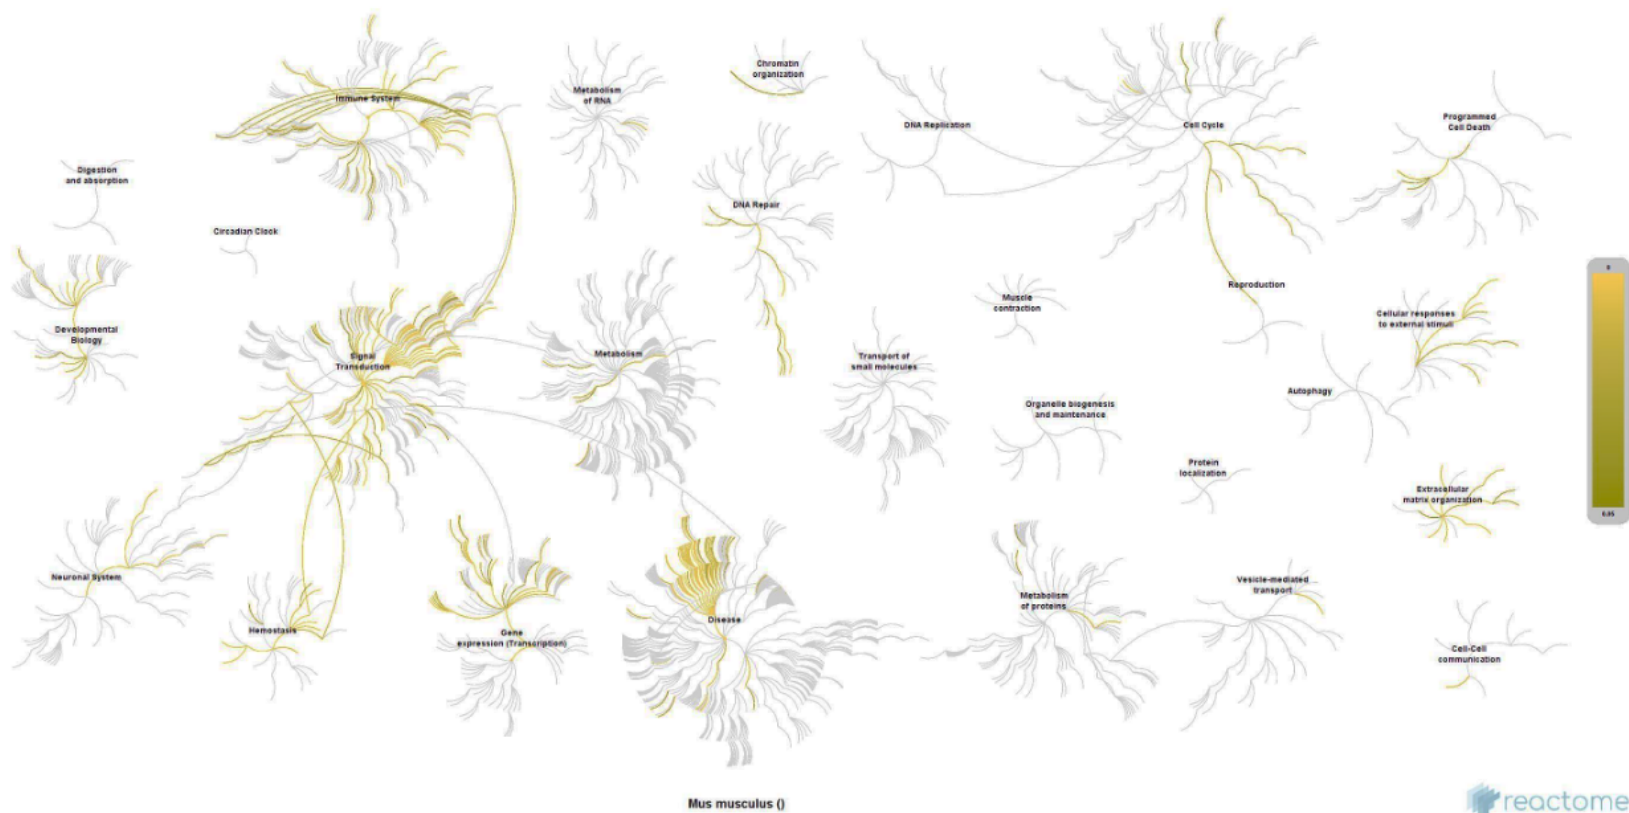 Immune System
Metabolism
of RNA
Chromatin
organization
DNA Replication
Cell Cycle
Programmed
Cell Death
Digestion
and absorption
Circadian Clock
DNA Repair
Developmental
Biology
Signal
Transduction
Metabolism
Transport of
small molecules
Muscle
contraction
Reproduction
Cellular responses
to external stimuli
Organelle biogenesis
and maintenance
Autophagy
Protein
localization
Extracellular
matrix organization
0
0.05
Neuronal System
Hemostasis
Gene
expression (Transcription)
Disease
Metabolism
of proteins
Vesicle-mediated
transport
Cell-Cell
communication
Mus musculus ()
reactome